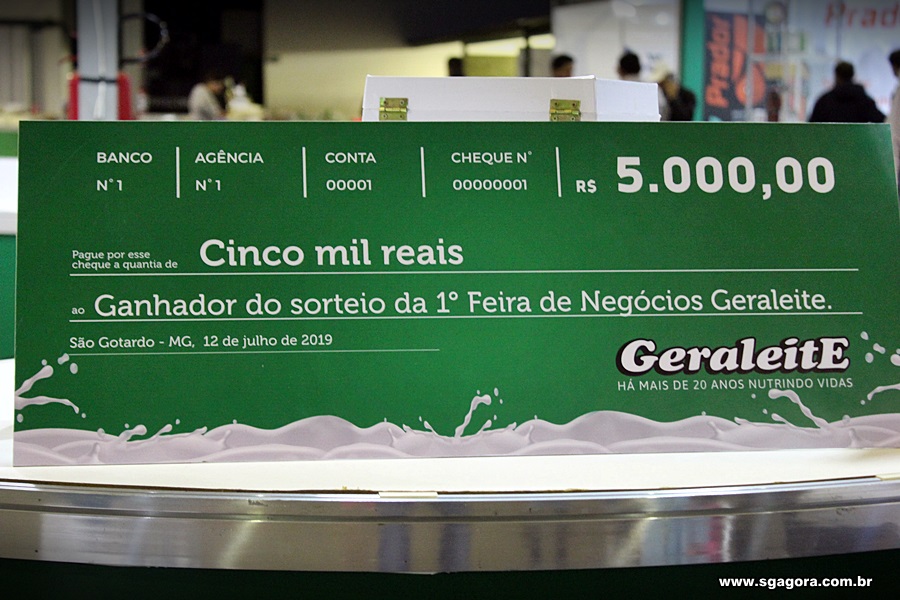 Prador
Prad
BANCO AGÊNCIA CONTA CHEQUE N°
N° 1 N° 1 00001 00000001 R$ 5.000,00
Pague por esse
cheque a quantia de Cinco mil reais
ao Ganhador do sorteio da 1° Feira de Negócios Geraleite.
São Gotardo - MG, 12 de julho de 2019
GeraleitE
HÁ MAIS DE 20 ANOS NUTRINDO VIDAS
www.sgagora.com.br